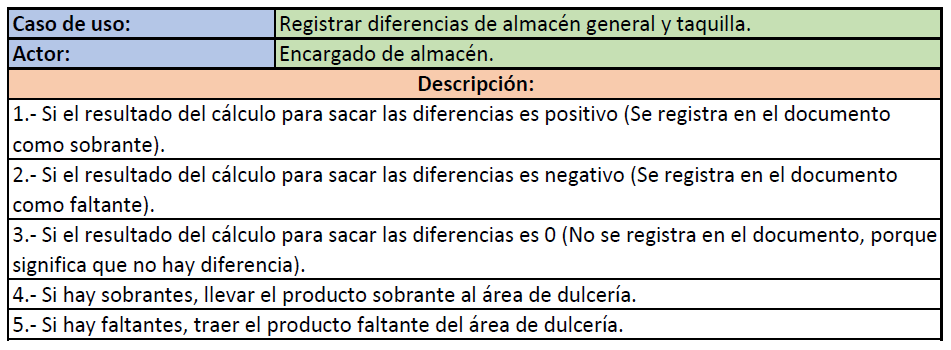 Caso de uso: Registrar diferencias de almacén general y taquilla.
Actor: Encargado de almacén.
Descripción:
1.- Si el resultado del cálculo para sacar las diferencias es positivo (Se registra en el documento
como sobrante).
2.- Si el resultado del cálculo para sacar las diferencias es negativo (Se registra en el documento
como faltante).
3.- Si el resultado del cálculo para sacar las diferencias es 0 (No se registra en el documento, porque
significa que no hay diferencia).
4.- Si hay sobrantes, llevar el producto sobrante al área de dulcería.
5.- Si hay faltantes, traer el producto faltante del área de dulcería.